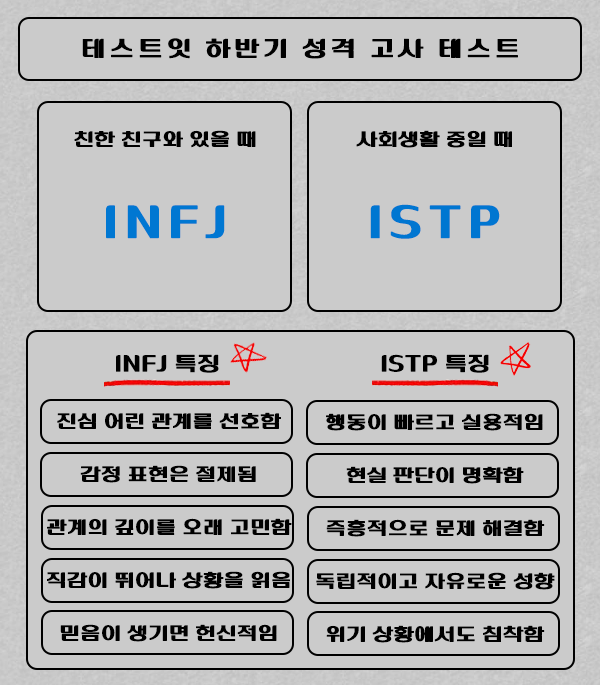 테스트잇 하반기 성격 고사 테스트
친한 친구와 있을 때
INFJ
사회생활 중일 때
ISTP
INFJ 특징
진심 어린 관계를 선호함
감정 표현은 절제됨
관계의 깊이를 오래 고민함
직감이 뛰어나 상황을 읽음
믿음이 생기면 헌신적임
ISTP 특징
행동이 빠르고 실용적임
현실 판단이 명확함
즉흥적으로 문제 해결함
독립적이고 자유로운 성향
위기 상황에서도 침착함